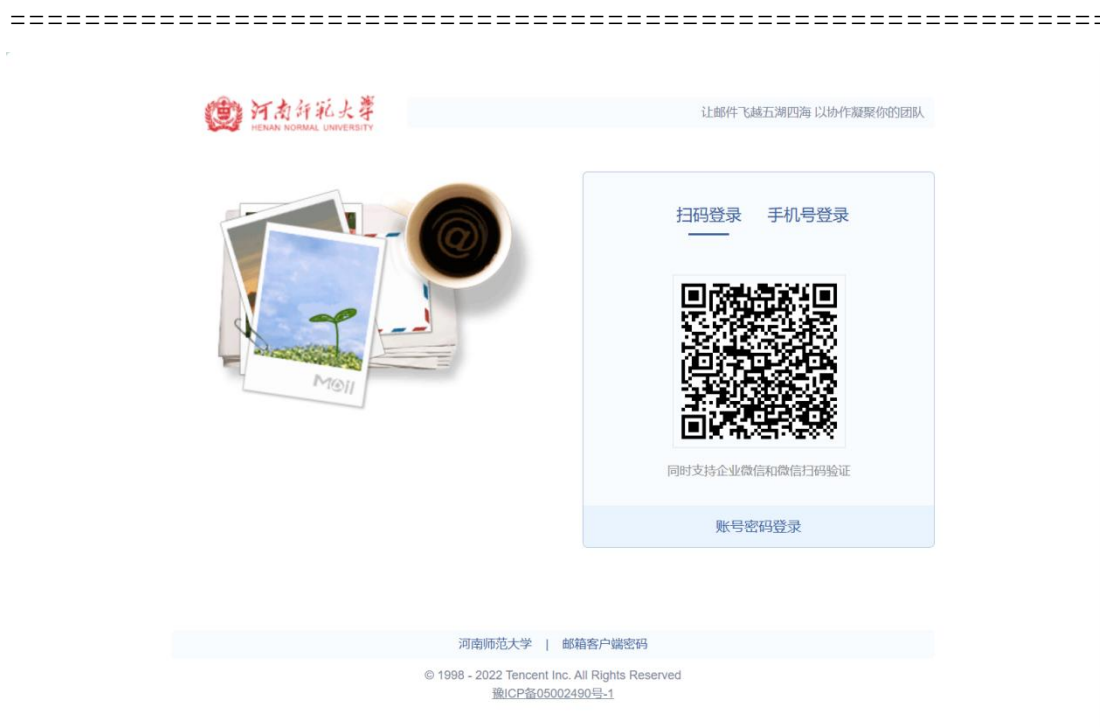 ============================================================
河南师范大学
HENAN NORMAL UNIVERSITY
让邮件飞越五湖四海 以协作凝聚你的团队
扫码登录 手机号登录
@
Mail
同时支持企业微信和微信扫码验证
账号密码登录
河南师范大学 | 邮箱客户端密码
© 1998 - 2022 Tencent Inc. All Rights Reserved
豫ICP备05002490号-1